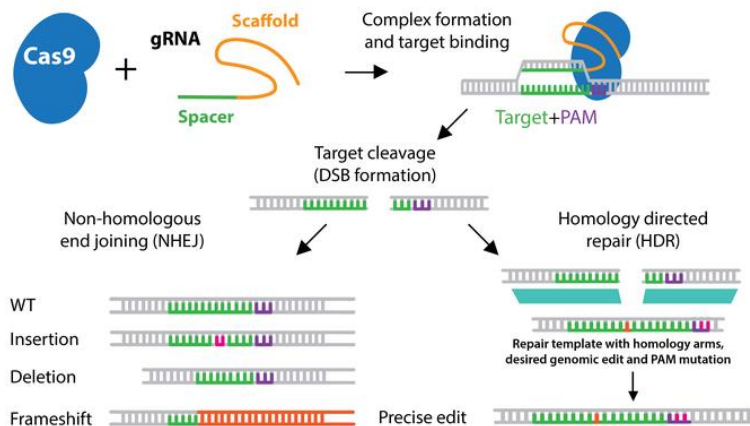 Cas9
+
gRNA
Scaffold
Spacer
Complex formation
and target binding
Target+PAM
Target cleavage
(DSB formation)
Non-homologous
end joining (NHEJ)
WT
Insertion
Deletion
Frameshift
Homology directed
repair (HDR)
Repair template with homology arms,
desired genomic edit and PAM mutation
Precise edit